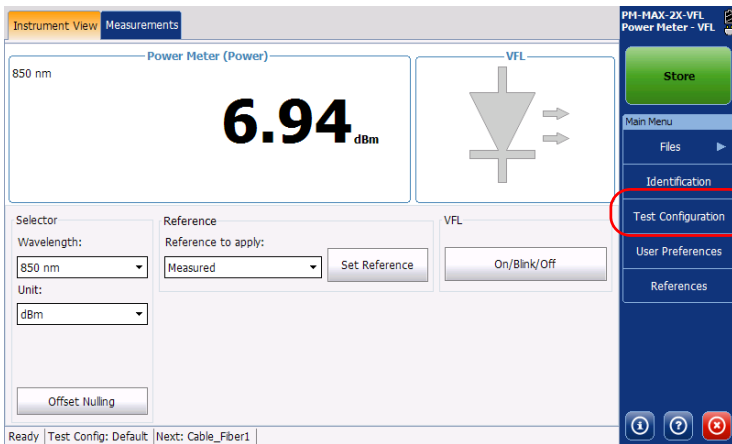 Instrument View
Measurements
PM-MAX-2X-VFL
Power Meter - VFL
Power Meter (Power)
850 nm
6.94 dBm
VFL
Store
Main Menu
Files
Identification
Test Configuration
User Preferences
References
Selector
Wavelength:
850 nm
Unit:
dBm
Offset Nulling
Reference
Reference to apply:
Measured
Set Reference
VFL
On/Blink/Off
Ready
Test Config: Default
Next: Cable_Fiber1